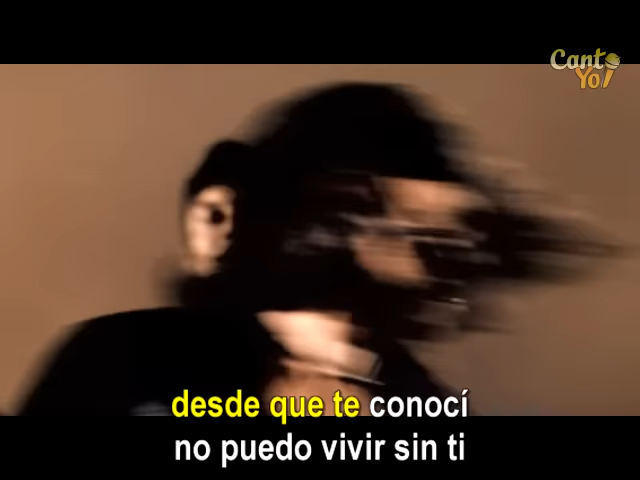 Canto
Yo!
desde que te conocí
no puedo vivir sin ti